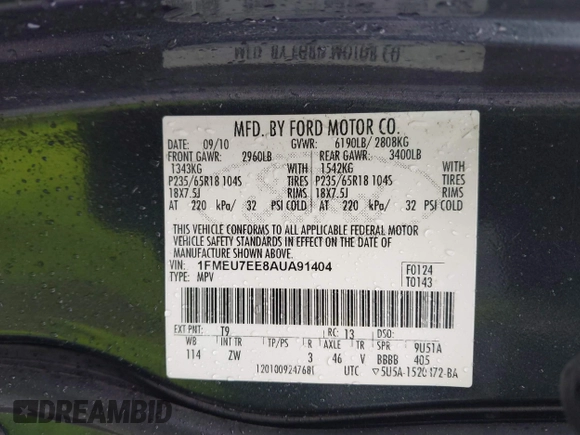 MFD. BY FORD MOTOR CO.
DATE: 09/10 GVWR: 6190LB/ 2808KG
FRONT GAWR: 2960LB REAR GAWR: 3400LB
1343KG 1542KG
P235/65R18 104S TIRES P235/65R18 104S TIRES
18X7.5J RIMS 18X7.5J RIMS
AT 220 kPa/ 32 PSI COLD AT 220 kPa/ 32 PSI COLD
THIS VEHICLE CONFORMS TO ALL APPLICABLE FEDERAL MOTOR
VEHICLE SAFETY STANDARDS IN EFFECT ON THE DATE OF MANUFACTURE SHOWN
ABOVE.
VIN: 1FMEU7EE8AUA91404 F0124
TYPE: MPV T0143
EXT PNT: T9 RC: 13 DSO:
WB INT TR TP/PS R AXLE TR SPR 9U51A
114 ZW 3 46 V BBBB 405
UTC
DREAMBID